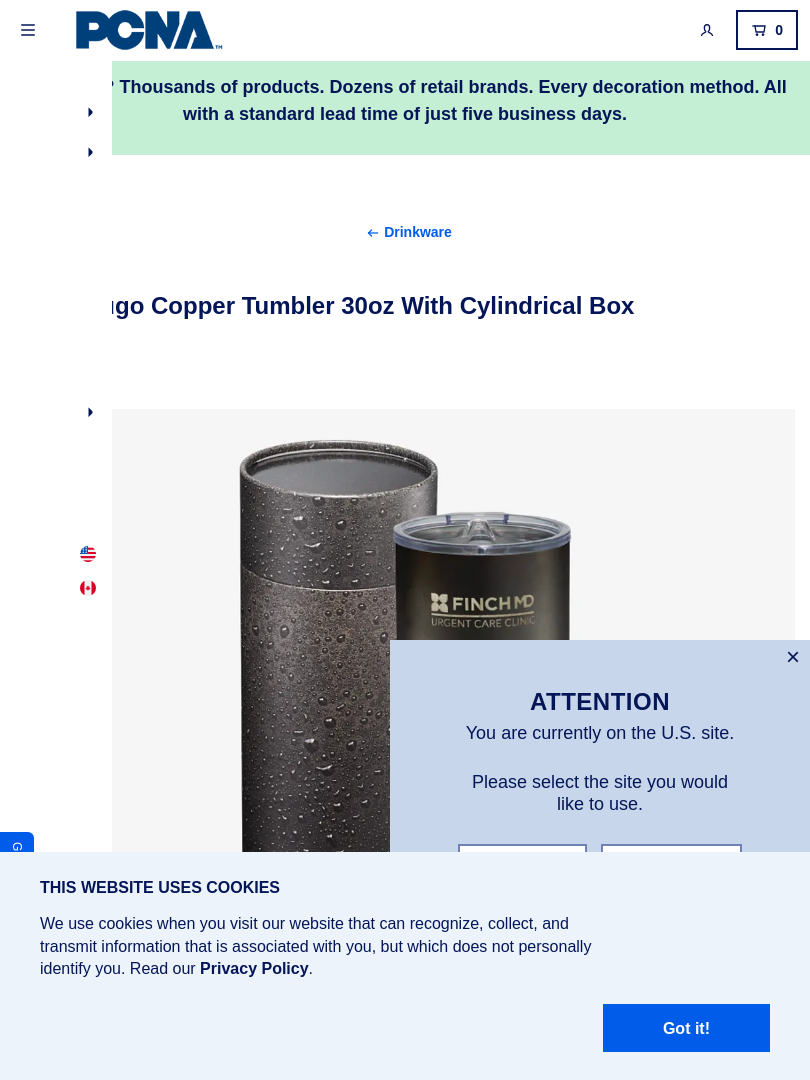 PCNA™
0
? Thousands of products. Dozens of retail brands. Every decoration method. All
with a standard lead time of just five business days.
← Drinkware
ugo Copper Tumbler 30oz With Cylindrical Box
FINCH MD
URGENT CARE CLINIC
ATTENTION
You are currently on the U.S. site.
Please select the site you would
like to use.
G
THIS WEBSITE USES COOKIES
We use cookies when you visit our website that can recognize, collect, and
transmit information that is associated with you, but which does not personally
identify you. Read our Privacy Policy.
Got it!